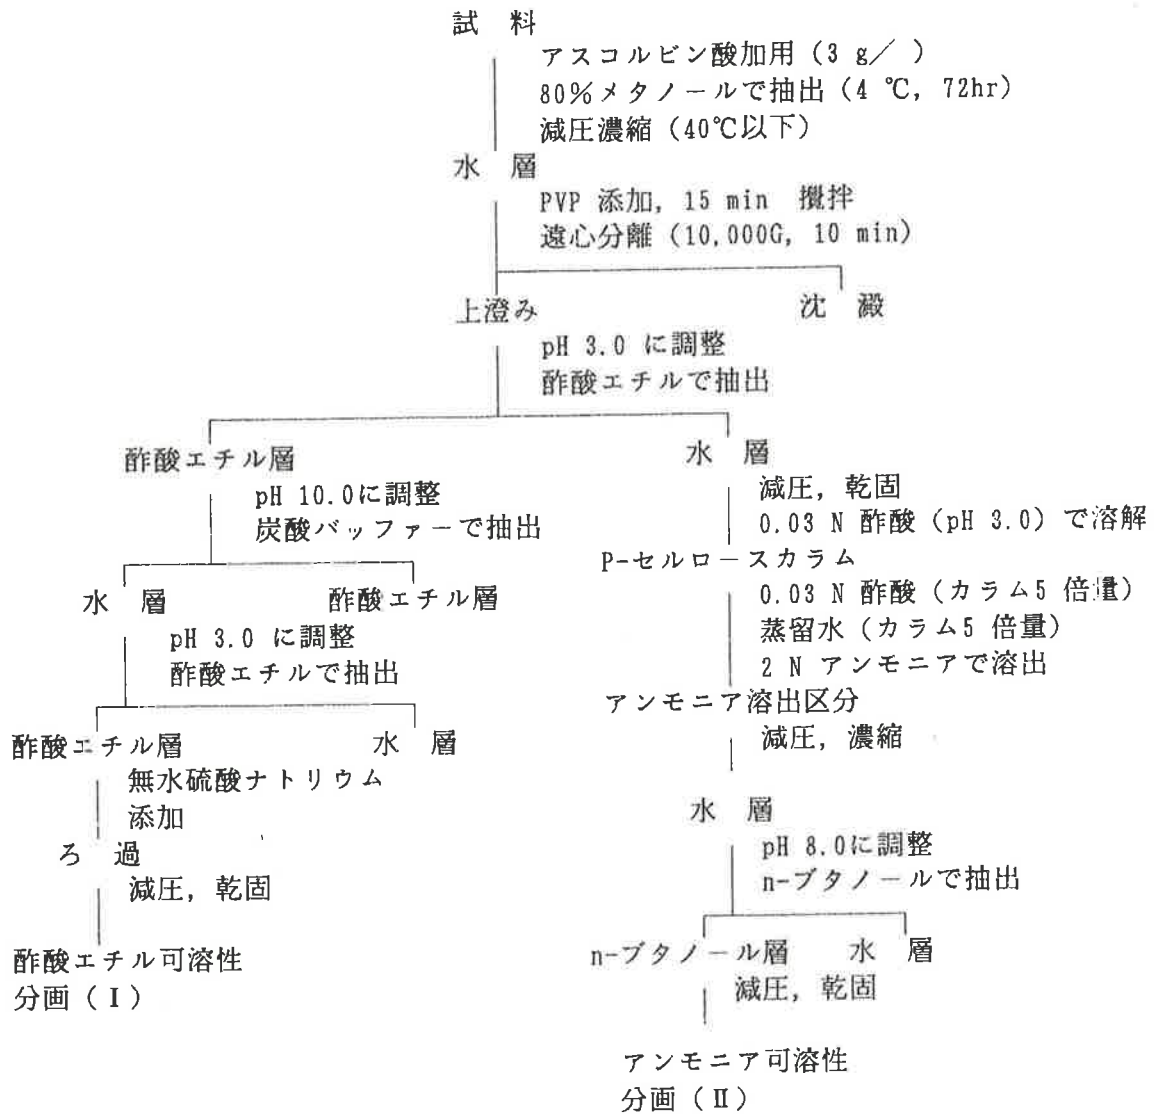 試 料
アスコルビン酸加用（3 g／ ）
80%メタノールで抽出（4 ℃, 72hr）
減圧濃縮（40℃以下）
水 層
PVP 添加, 15 min 攪拌
遠心分離（10,000G, 10 min）
上澄み
沈 澱
pH 3.0 に調整
酢酸エチルで抽出
酢酸エチル層
pH 10.0に調整
炭酸バッファーで抽出
水 層
酢酸エチル層
pH 3.0 に調整
酢酸エチルで抽出
酢酸エチル層
水 層
無水硫酸ナトリウム
添加
ろ 過
減圧, 乾固
酢酸エチル可溶性
分画（Ⅰ）
水 層
減圧, 乾固
0.03 N 酢酸（pH 3.0）で溶解
P-セルロースカラム
0.03 N 酢酸（カラム5 倍量）
蒸留水（カラム5 倍量）
2 N アンモニアで溶出
アンモニア溶出区分
減圧, 濃縮
水 層
pH 8.0に調整
n-ブタノールで抽出
n-ブタノール層
水 層
減圧, 乾固
アンモニア可溶性
分画（Ⅱ）